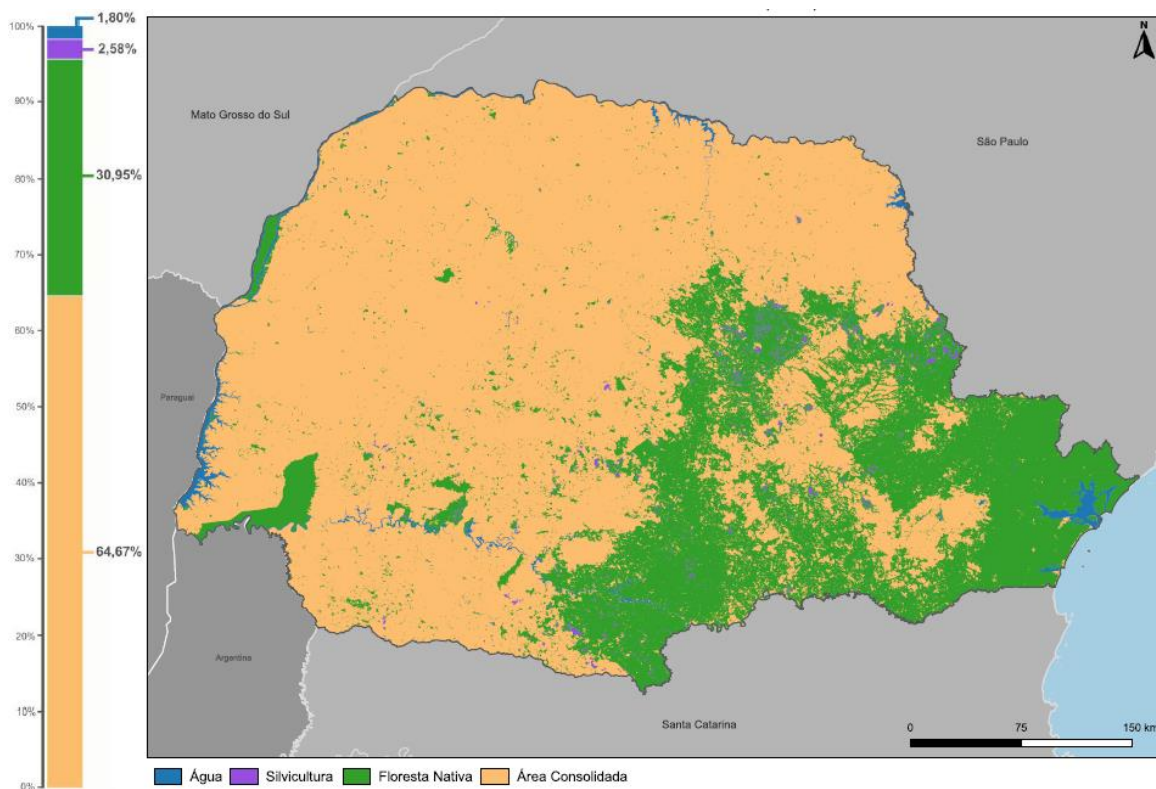 1,80%
100%
2,58%
90%
80%
30,95%
70%
60%
50%
40%
64,67%
30%
20%
10%
0%
N
Mato Grosso do Sul
São Paulo
Paraguai
Argentina
Santa Catarina
0 75 150 km
Água Silvicultura Floresta Nativa Área Consolidada